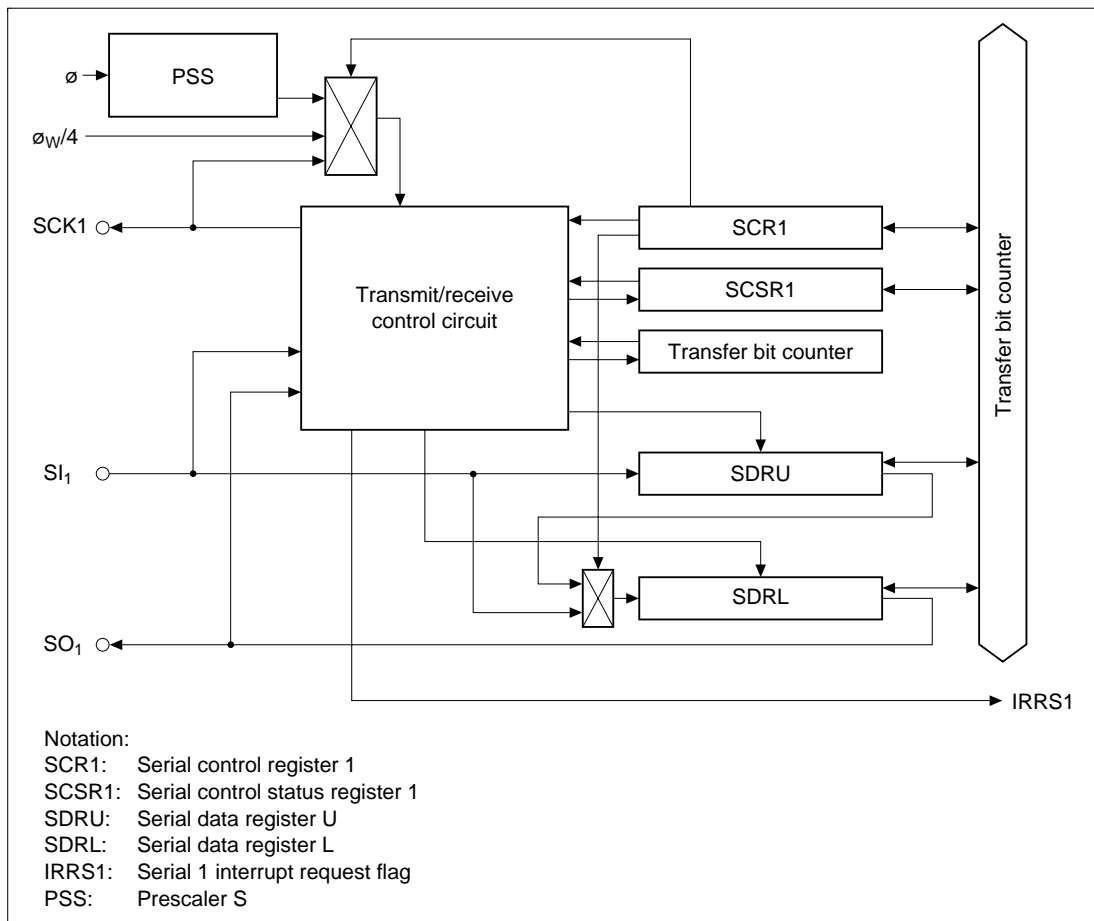 ø
PSS
øW/4
SCK1
SCR1
SCSR1
Transmit/receive
control circuit
Transfer bit counter
Transfer bit counter
SI1
SDRU
SDRL
SO1
IRRS1
Notation:
SCR1: Serial control register 1
SCSR1: Serial control status register 1
SDRU: Serial data register U
SDRL: Serial data register L
IRRS1: Serial 1 interrupt request flag
PSS: Prescaler S